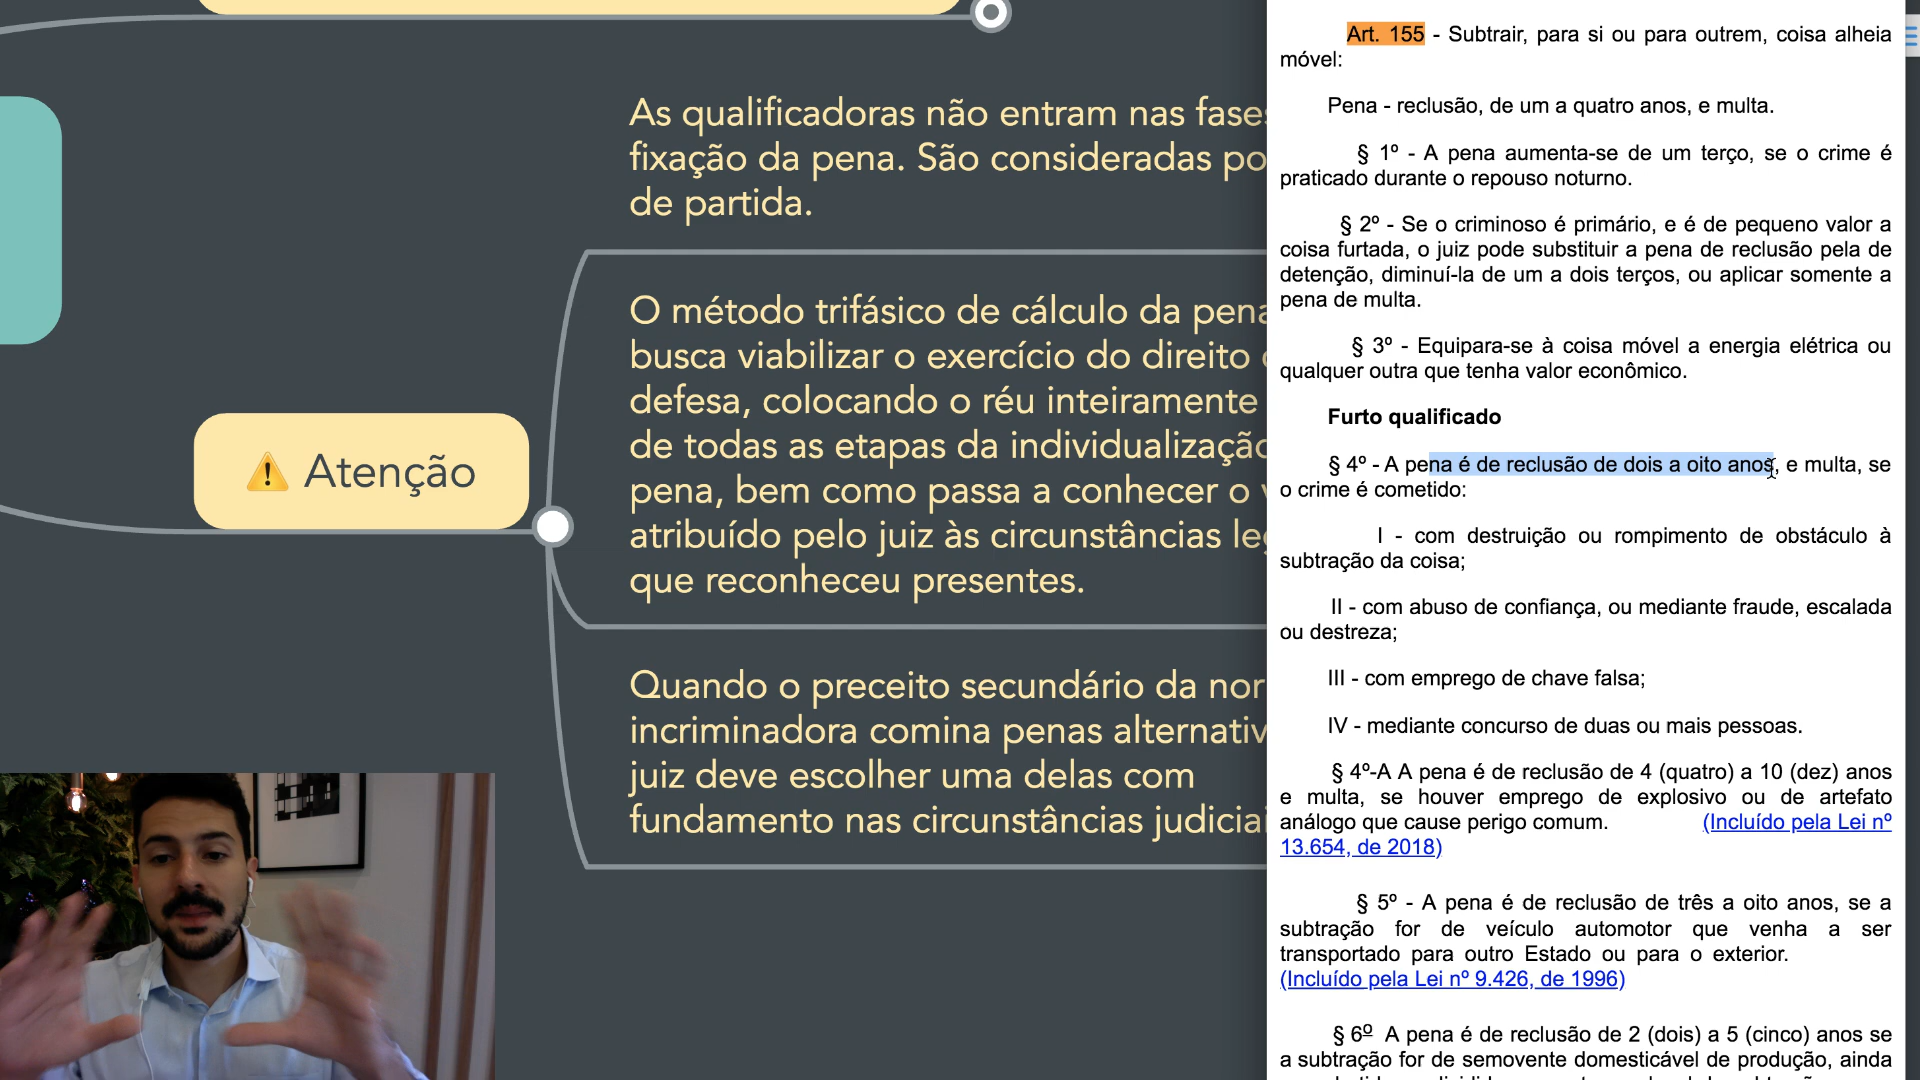 As qualificadoras não entram nas fases
fixação da pena. São consideradas
de partida.
O método trifásico de cálculo da pena
busca viabilizar o exercício do direito
defesa, colocando o réu inteiramente
de todas as etapas da individualização
pena, bem como passa a conhecer o
atribuído pelo juiz às circunstâncias
que reconheceu presentes.
⚠️ Atenção
Quando o preceito secundário da
incriminadora comina penas
juiz deve escolher uma delas com
fundamento nas circunstâncias
Art. 155 - Subtrair, para si ou para outrem, coisa alheia
móvel:
Pena - reclusão, de um a quatro anos, e multa.
§ 1º - A pena aumenta-se de um terço, se o crime é
praticado durante o repouso noturno.
§ 2º - Se o criminoso é primário, e é de pequeno valor a
coisa furtada, o juiz pode substituir a pena de reclusão pela de
detenção, diminuí-la de um a dois terços, ou aplicar somente a
pena de multa.
§ 3º - Equipara-se à coisa móvel a energia elétrica ou
qualquer outra que tenha valor econômico.
Furto qualificado
§ 4º - A pena é de reclusão de dois a oito anos, e multa, se
o crime é cometido:
I - com destruição ou rompimento de obstáculo à
subtração da coisa;
II - com abuso de confiança, ou mediante fraude, escalada
ou destreza;
III - com emprego de chave falsa;
IV - mediante concurso de duas ou mais pessoas.
§ 4º-A A pena é de reclusão de 4 (quatro) a 10 (dez) anos
e multa, se houver emprego de explosivo ou de artefato
análogo que cause perigo comum. (Incluído pela Lei nº
13.654, de 2018)
§ 5º - A pena é de reclusão de três a oito anos, se a
subtração for de veículo automotor que venha a ser
transportado para outro Estado ou para o exterior.
(Incluído pela Lei nº 9.426, de 1996)
§ 6º A pena é de reclusão de 2 (dois) a 5 (cinco) anos se
a subtração for de semovente domesticável de produção, ainda